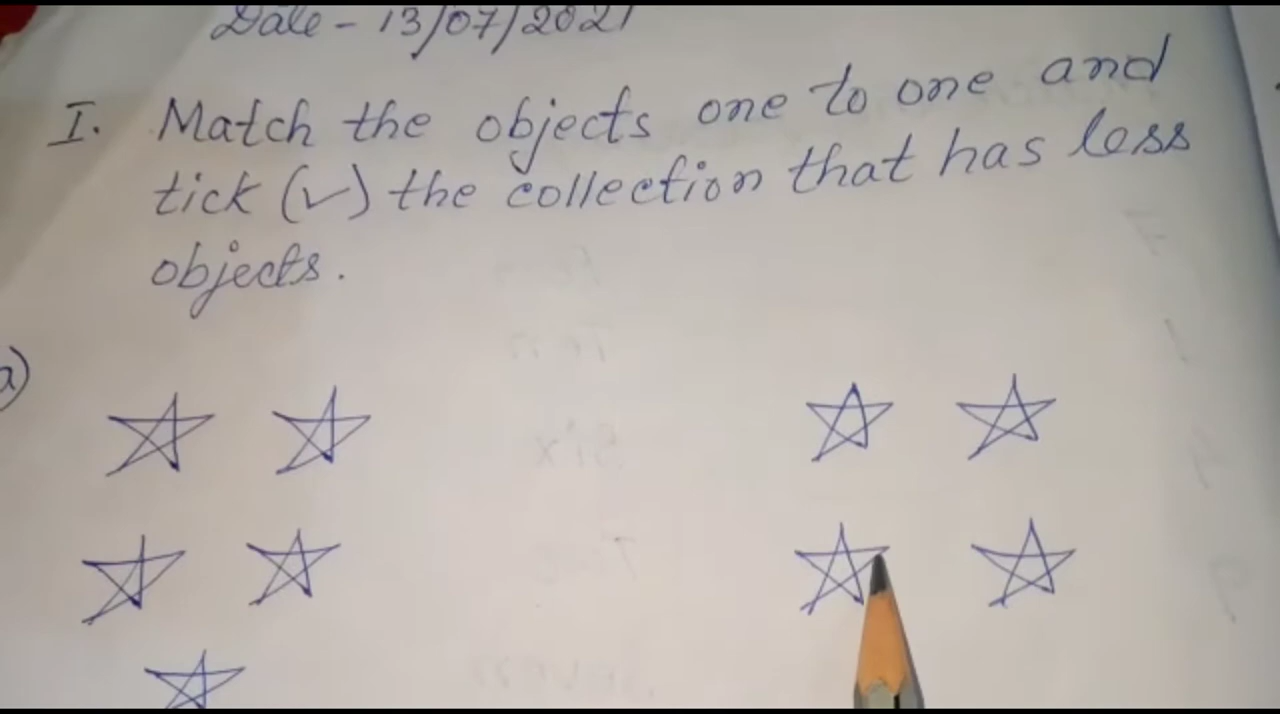 Date - 13/07/2021
I. Match the objects one to one and
tick (✓) the collection that has less
objects.
a)